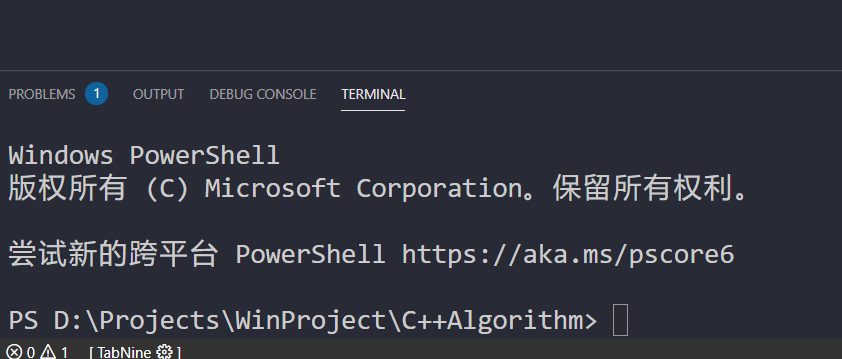 PROBLEMS 1 OUTPUT DEBUG CONSOLE TERMINAL
Windows PowerShell
版权所有 (C) Microsoft Corporation。保留所有权利。
尝试新的跨平台 PowerShell https://aka.ms/pscore6
PS D:\Projects\WinProject\C++Algorithm>
0 1 [ TabNine ]